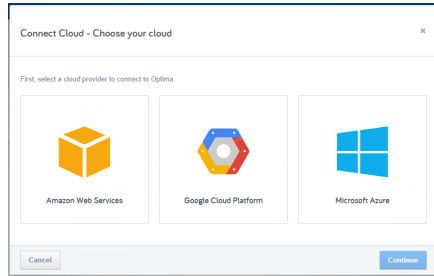 Connect Cloud - Choose your cloud
First, select a cloud provider to connect to Optima.
Amazon Web Services
Google Cloud Platform
Microsoft Azure
Cancel
Continue